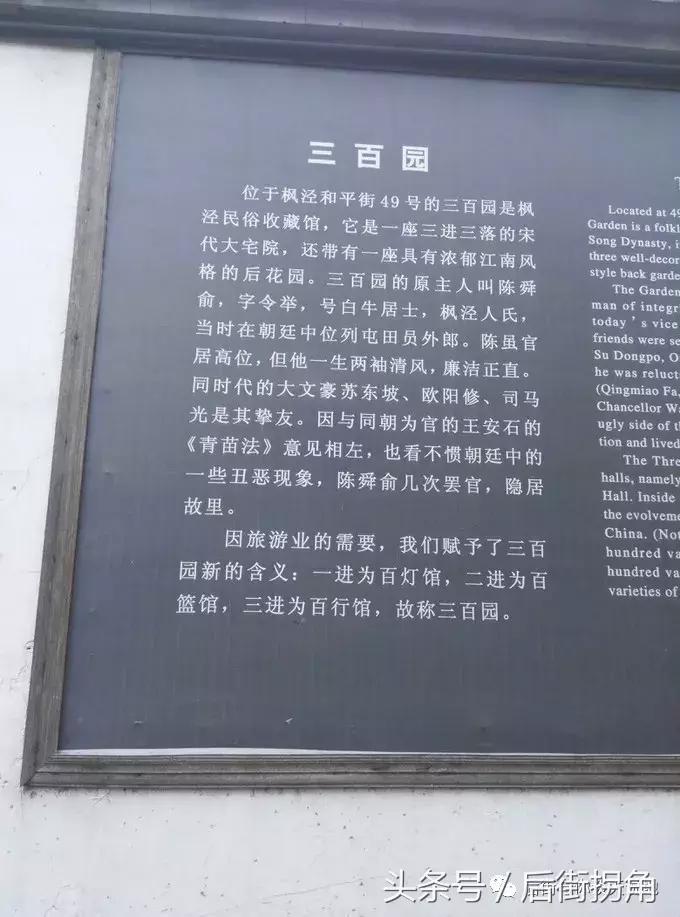 三百园
位于枫泾和平街49号的三百园是枫
泾民俗收藏馆，它是一座三进三落的宋
代大宅院，还带有一座具有浓郁江南风
格的后花园。三百园的原主人叫陈舜
俞，字令举，号白牛居士，枫泾人氏，
当时在朝廷中位列屯田员外郎。陈虽官
居高位，但他一生两袖清风，廉洁正直。
同时代的大文豪苏东坡、欧阳修、司马
光是其挚友。因与同朝为官的王安石的
《青苗法》意见相左，也看不惯朝廷中的
一些丑恶现象，陈舜俞几次罢官，隐居
故里。
因旅游业的需要，我们赋予了三百
园新的含义：一进为百灯馆，二进为百
篮馆，三进为百行馆，故称三百园。
T
Located at 49
Garden is a folkl
Song Dynasty, i
three well-decor
style back garde
The Garden
man of integri
today's vice
friends were se
Su Dongpo, O
he was reluct
(Qingmiao Fa,
Chancellor Wa
ugly side of th
tion and lived
The Thre
halls, namely
Hall. Inside
the evolveme
China. (Not
hundred va
hundred va
varieties of
头条号/后街拐角